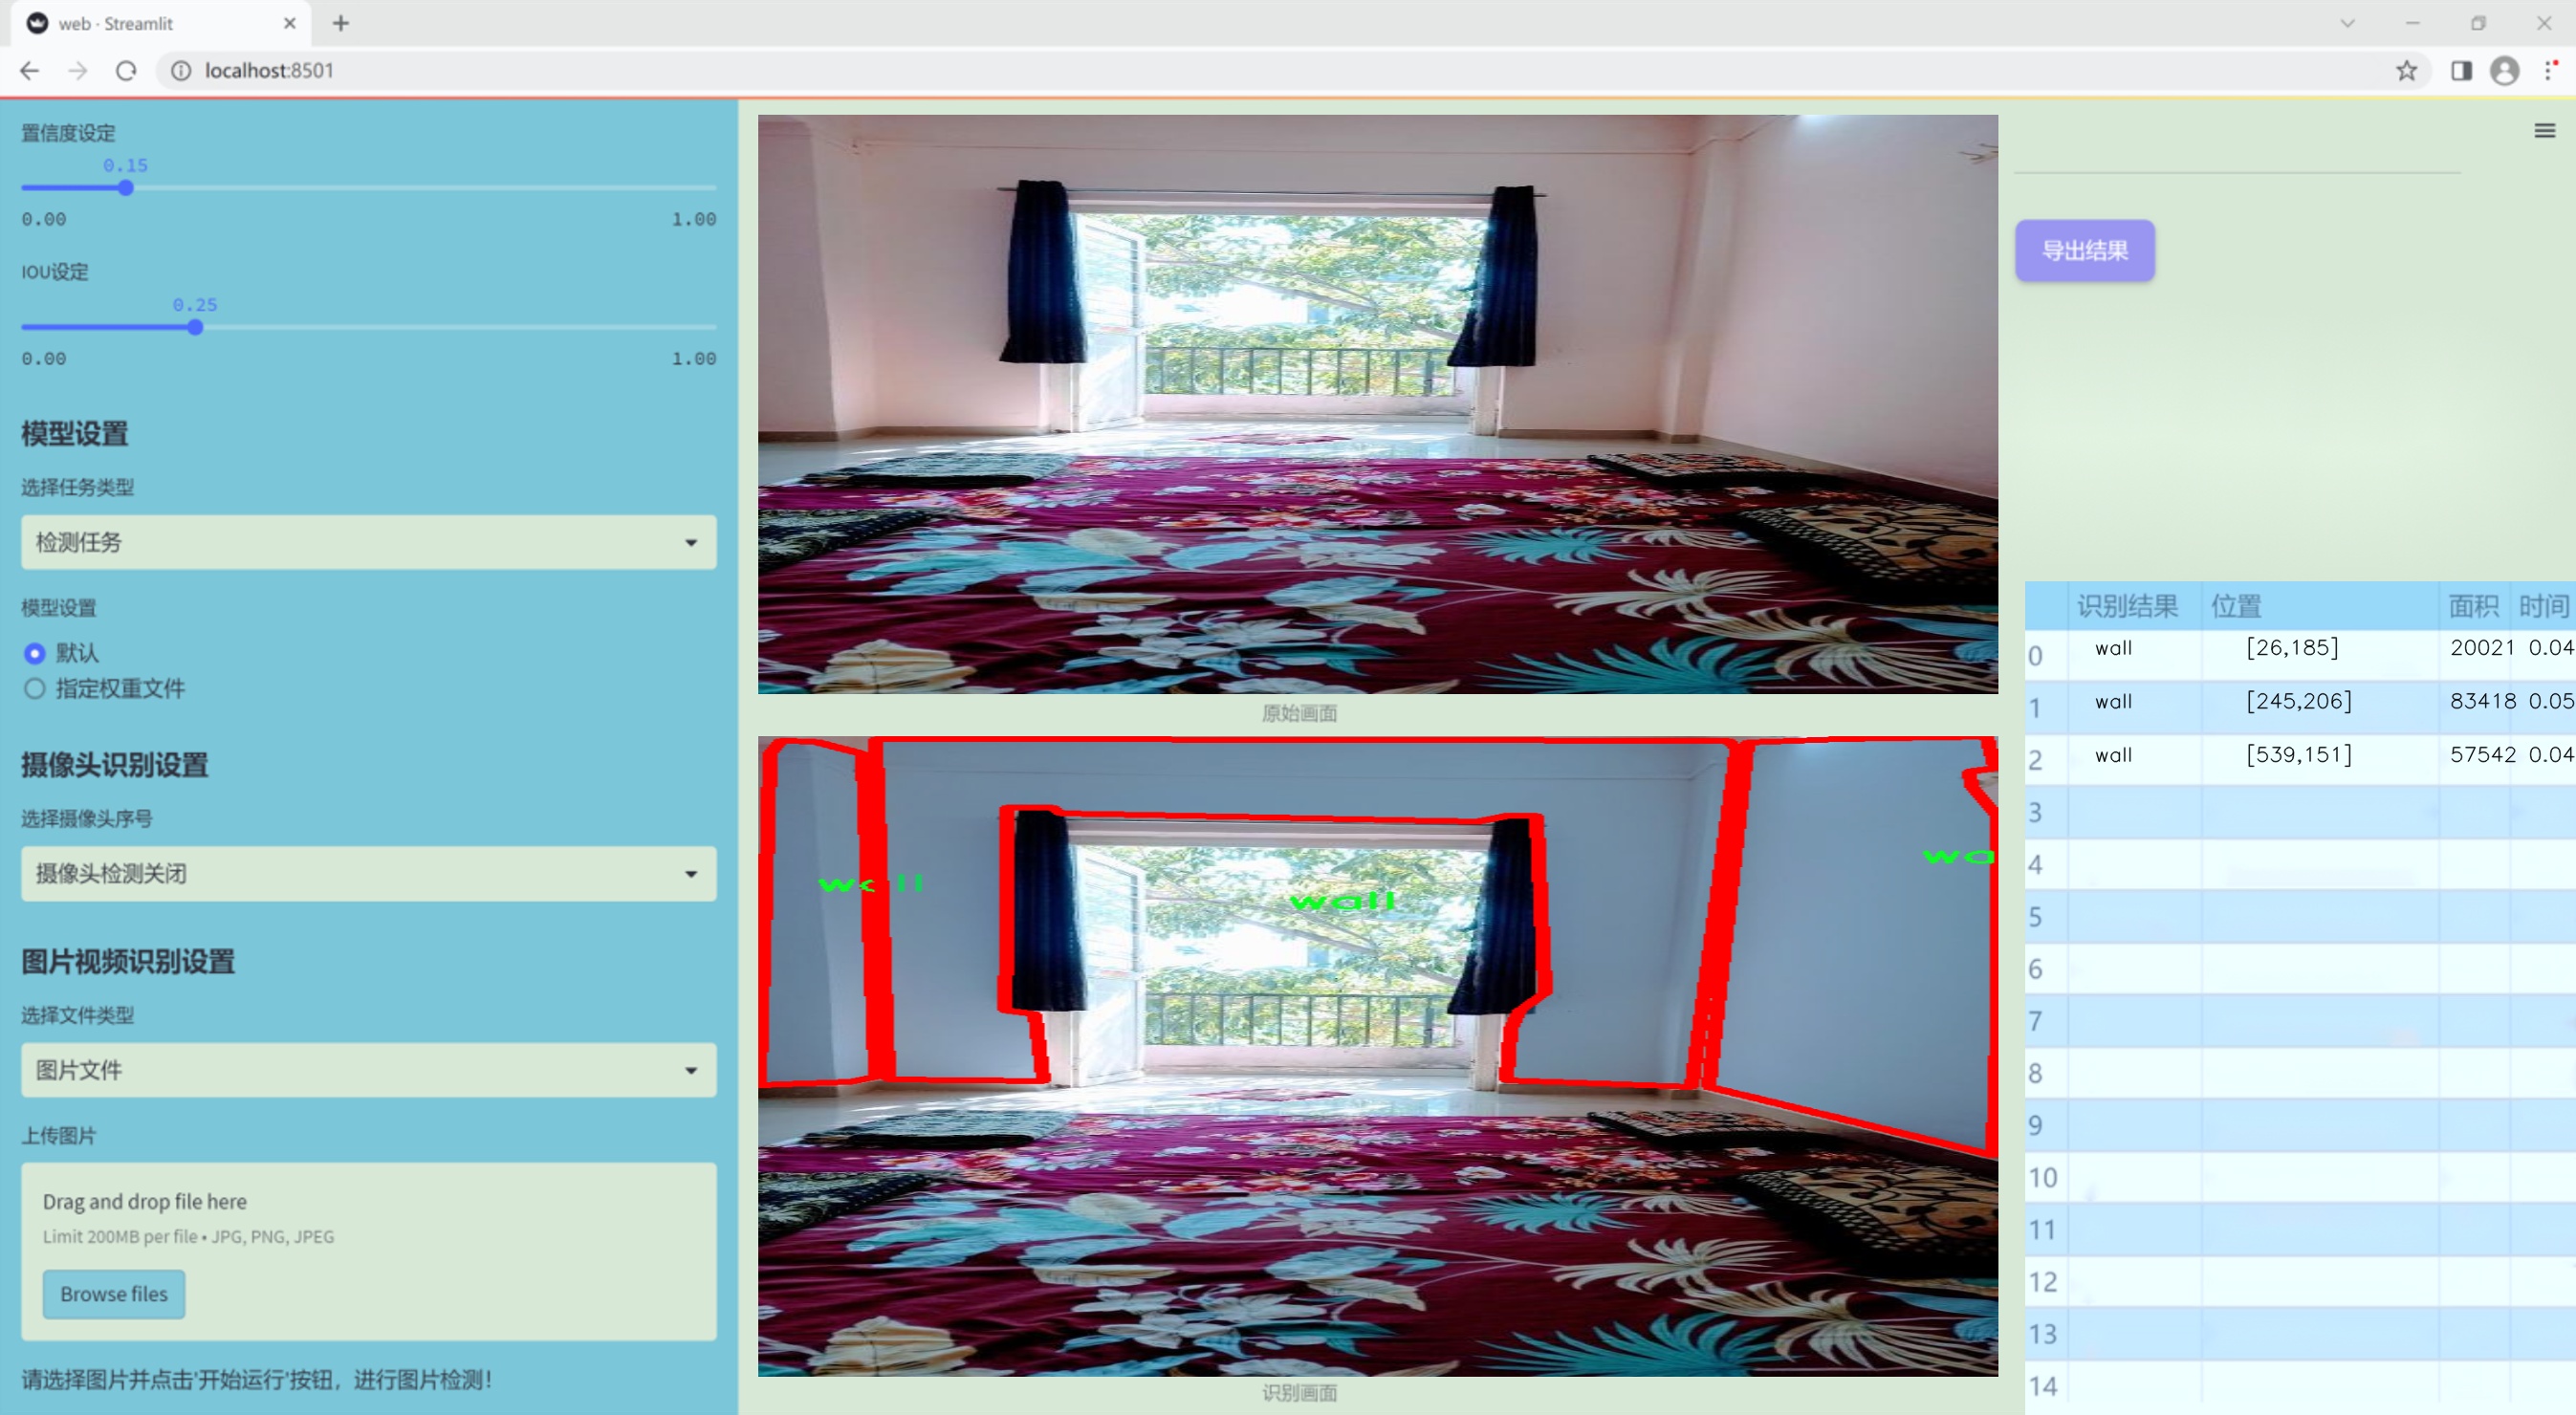 web · Streamlit
localhost:8501
置信度设定
0.15
0.00 1.00
IOU设定
0.25
0.00 1.00
模型设置
选择任务类型
检测任务
模型设置
默认
指定权重文件
摄像头识别设置
选择摄像头序号
摄像头检测关闭
图片视频识别设置
选择文件类型
图片文件
上传图片
Drag and drop file here
Limit 200MB per file • JPG, PNG, JPEG
Browse files
请选择图片并点击'开始运行'按钮，进行图片检测！
原始画面
wall
wa
识别画面
导出结果
识别结果 位置 面积 时间
0 wall [26,185] 20021 0.04
1 wall [245,206] 83418 0.05
2 wall [539,151] 57542 0.04
3
4
5
6
7
8
9
10
11
12
13
14